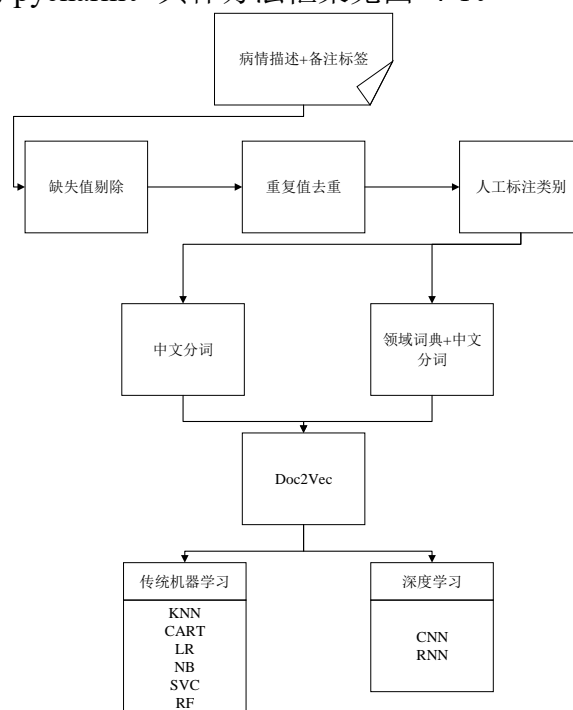 病情描述+备注标签
缺失值剔除
重复值去重
人工标注类别
中文分词
领域词典+中文
分词
Doc2Vec
传统机器学习
KNN
CART
LR
NB
SVC
RF
深度学习
CNN
RNN